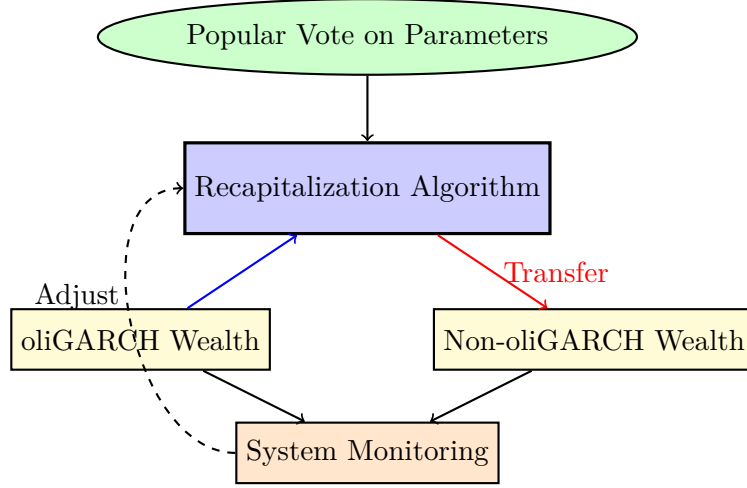 Popular Vote on Parameters
Recapitalization Algorithm
Transfer
Adjust
oliGARCH Wealth
Non-oliGARCH Wealth
System Monitoring